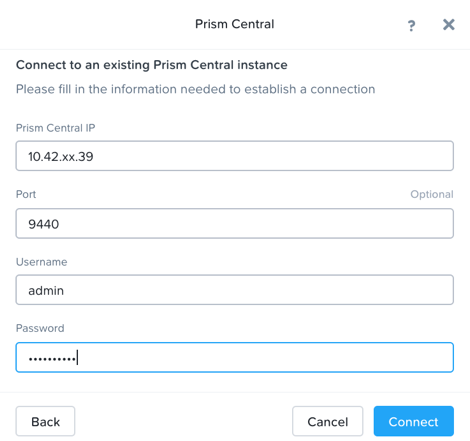 Prism Central
?
Connect to an existing Prism Central instance
Please fill in the information needed to establish a connection
Prism Central IP
10.42.xx.39
Port Optional
9440
Username
admin
Password
••••••••••
Back Cancel Connect